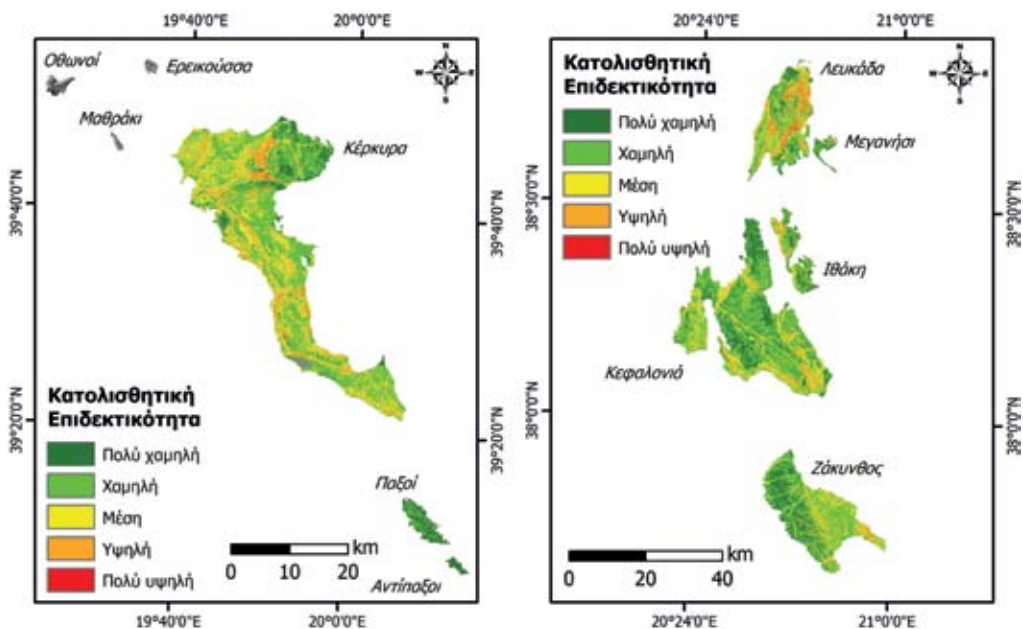 19°40'0"E
20°0'0"E
Οθωνοί
Ερεικούσσα
Μαθράκι
Κέρκυρα
N
W
E
S
39°40'0"N
39°40'0"N
39°20'0"N
39°20'0"N
Κατολισθητική
Επιδεκτικότητα
Πολύ χαμηλή
Χαμηλή
Μέση
Υψηλή
Πολύ υψηλή
Παξοί
Αντίπαξοι
km
0 10 20
19°40'0"E
20°0'0"E
20°24'0"E
21°0'0"E
Κατολισθητική
Επιδεκτικότητα
Πολύ χαμηλή
Χαμηλή
Μέση
Υψηλή
Πολύ υψηλή
Λευκάδα
Μεγανήσι
N
W
E
S
38°30'0"N
38°30'0"N
Ιθάκη
Κεφαλονιά
38°0'0"N
38°0'0"N
Ζάκυνθος
km
0 20 40
20°24'0"E
21°0'0"E